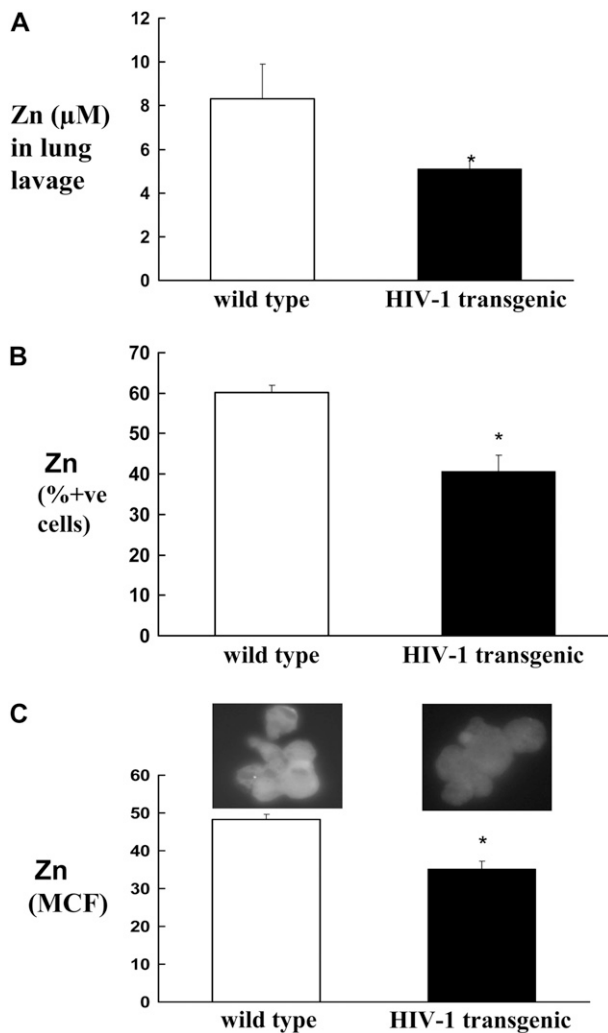 A
Zn (µM)
in lung
lavage
12
10
8
6
4
2
0
*
wild type HIV-1 transgenic
B
Zn
(%+ve
cells)
70
60
50
40
30
20
10
0
*
wild type HIV-1 transgenic
C
Zn
(MCF)
60
50
40
30
20
10
0
*
wild type HIV-1 transgenic